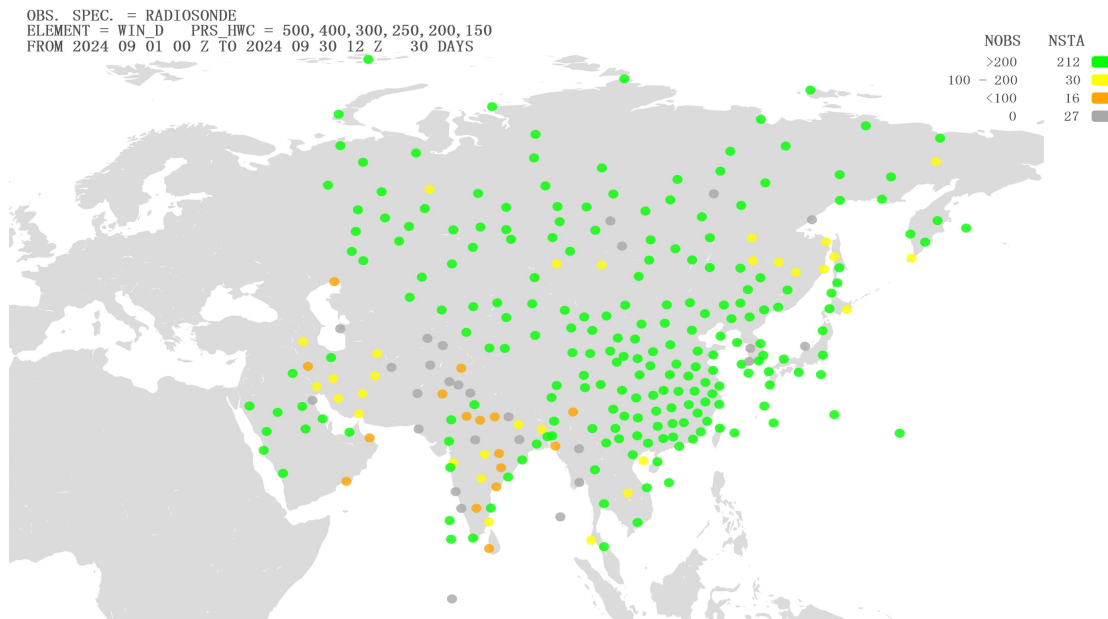 OBS. SPEC. = RADIOSONDE
ELEMENT = WIN_D PRS_HWC = 500,400,300,250,200,150
FROM 2024 09 01 00 Z TO 2024 09 30 12 Z 30 DAYS
NOBS NSTA
>200 212
100 - 200 30
<100 16
0 27